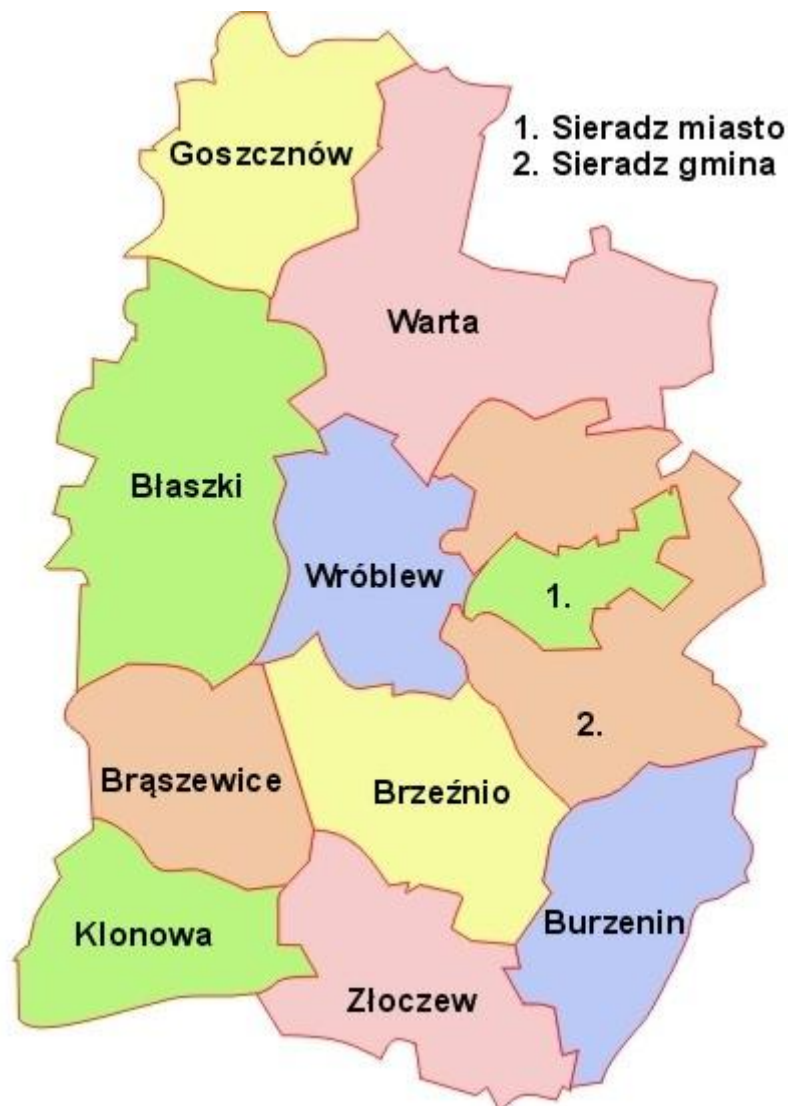 1. Sieradz miasto
2. Sieradz gmina
Goszcznów
Warta
Błaszki
Wróblew
1.
2.
Brąszewice
Brzeźnio
Klonowa
Burzenin
Złoczew